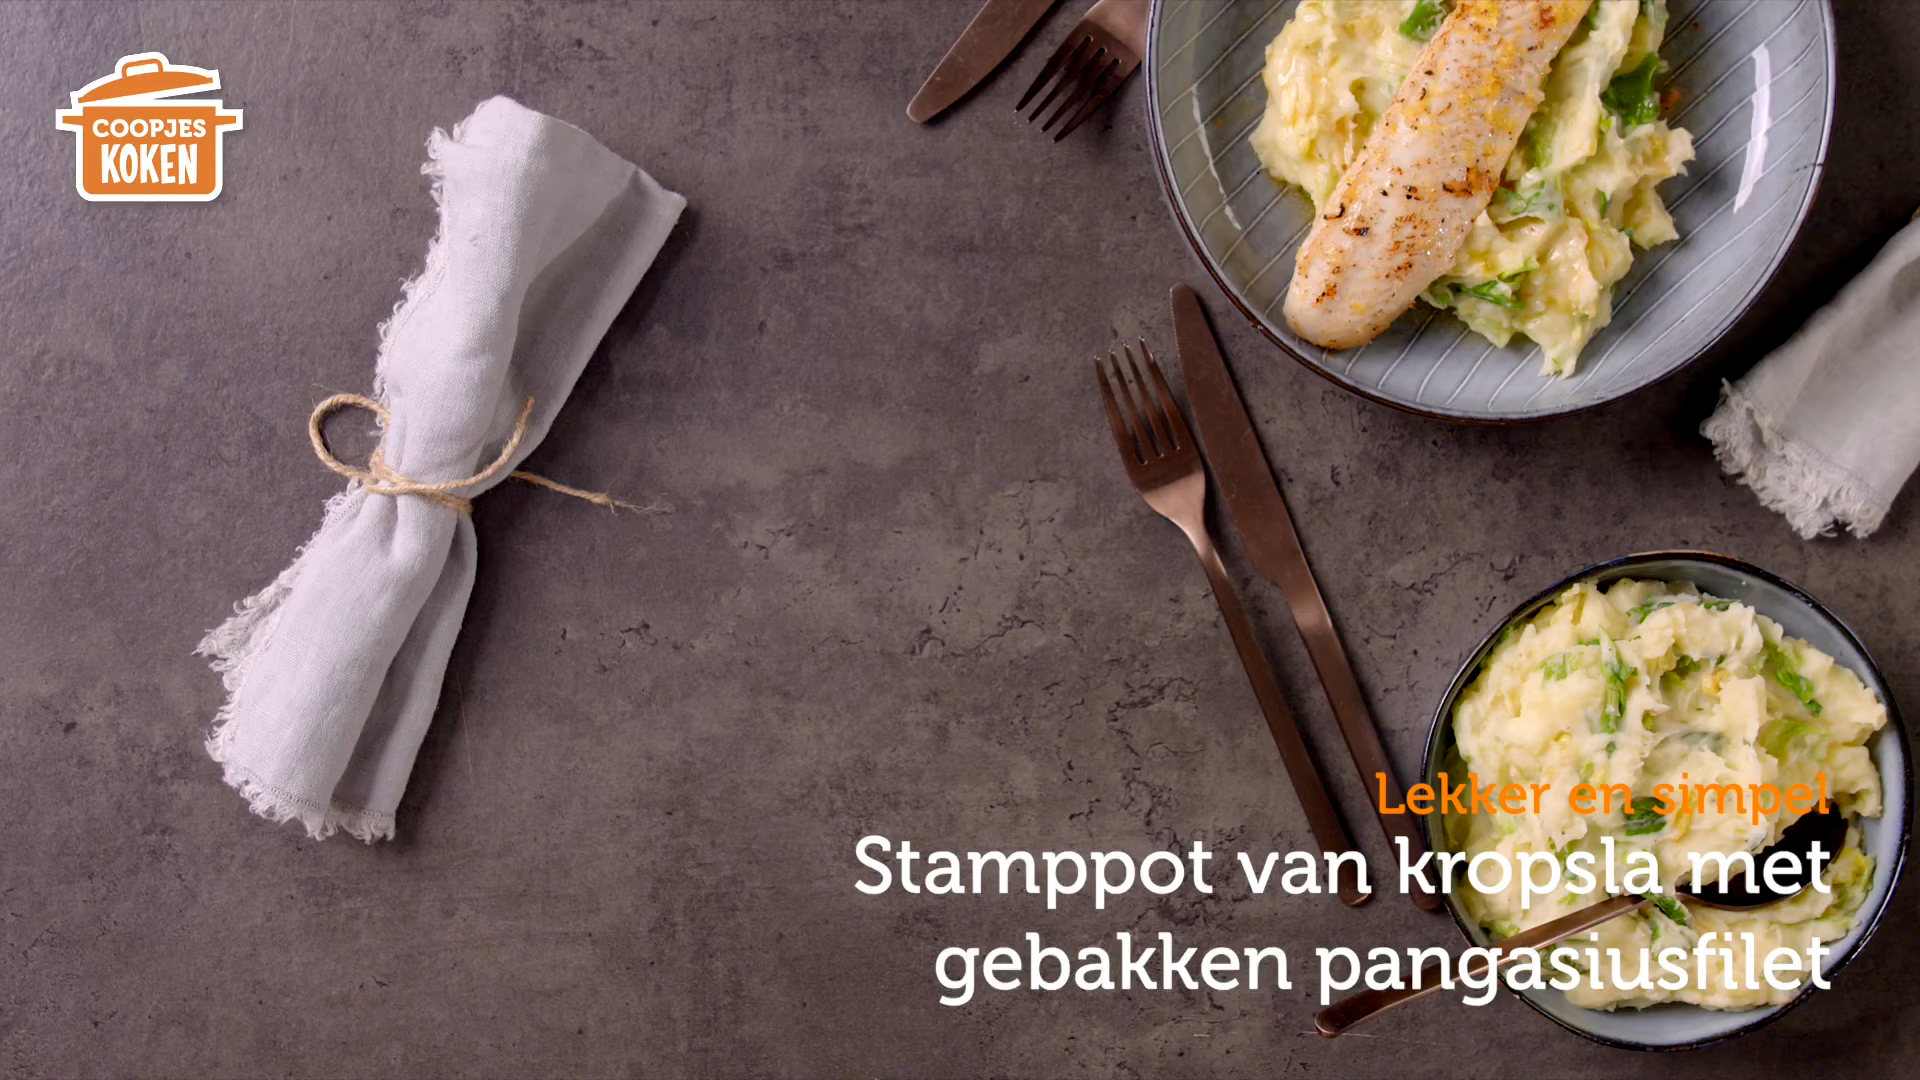 COOPJES
KOKEN
Lekker en simpel
Stamppot van kropsla met
gebakken pangasiusfilet